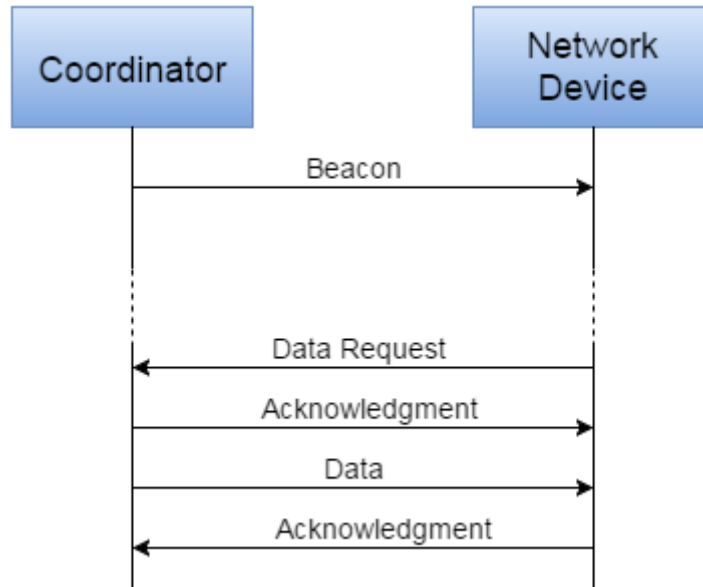 Coordinator
Network
Device
Beacon
Data Request
Acknowledgment
Data
Acknowledgment